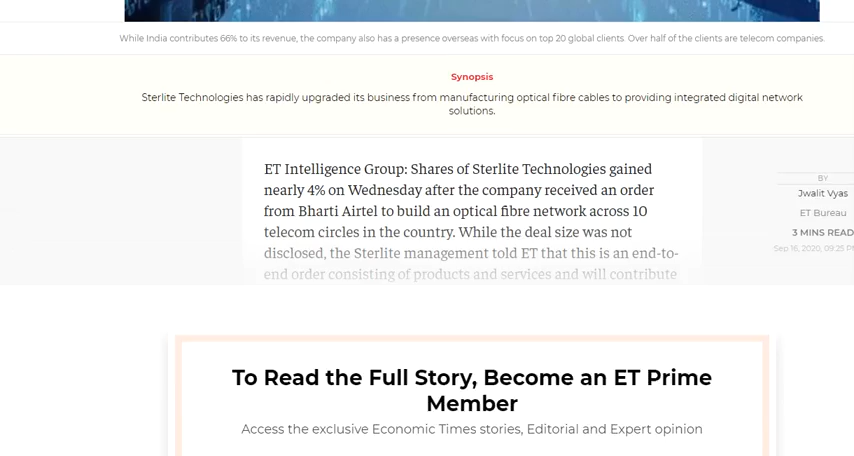 While India contributes 66% to its revenue, the company also has a presence overseas with focus on top 20 global clients. Over half of the clients are telecom companies.
Synopsis
Sterlite Technologies has rapidly upgraded its business from manufacturing optical fibre cables to providing integrated digital network
solutions.
ET Intelligence Group: Shares of Sterlite Technologies gained
nearly 4% on Wednesday after the company received an order
from Bharti Airtel to build an optical fibre network across 10
telecom circles in the country. While the deal size was not
disclosed, the Sterlite management told ET that this is an end-to-
end order consisting of products and services and will contribute
BY
Jwalit Vyas
ET Bureau
3 MINS READ
Sep 16, 2020, 09:25 P
To Read the Full Story, Become an ET Prime
Member
Access the exclusive Economic Times stories, Editorial and Expert opinion